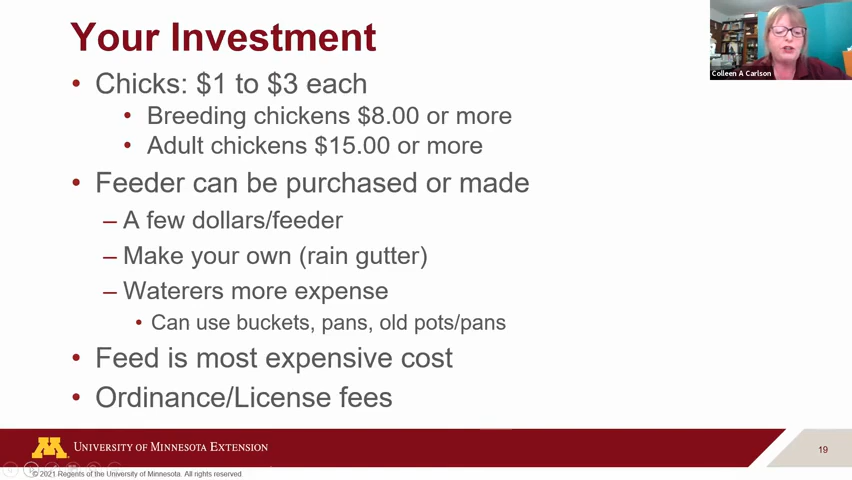 Your Investment
• Chicks: $1 to $3 each
• Breeding chickens $8.00 or more
• Adult chickens $15.00 or more
• Feeder can be purchased or made
– A few dollars/feeder
– Make your own (rain gutter)
– Waterers more expense
• Can use buckets, pans, old pots/pans
• Feed is most expensive cost
• Ordinance/License fees
Colleen A Carlson
M
UNIVERSITY OF MINNESOTA EXTENSION
19
© 2021 Regents of the University of Minnesota. All rights reserved.